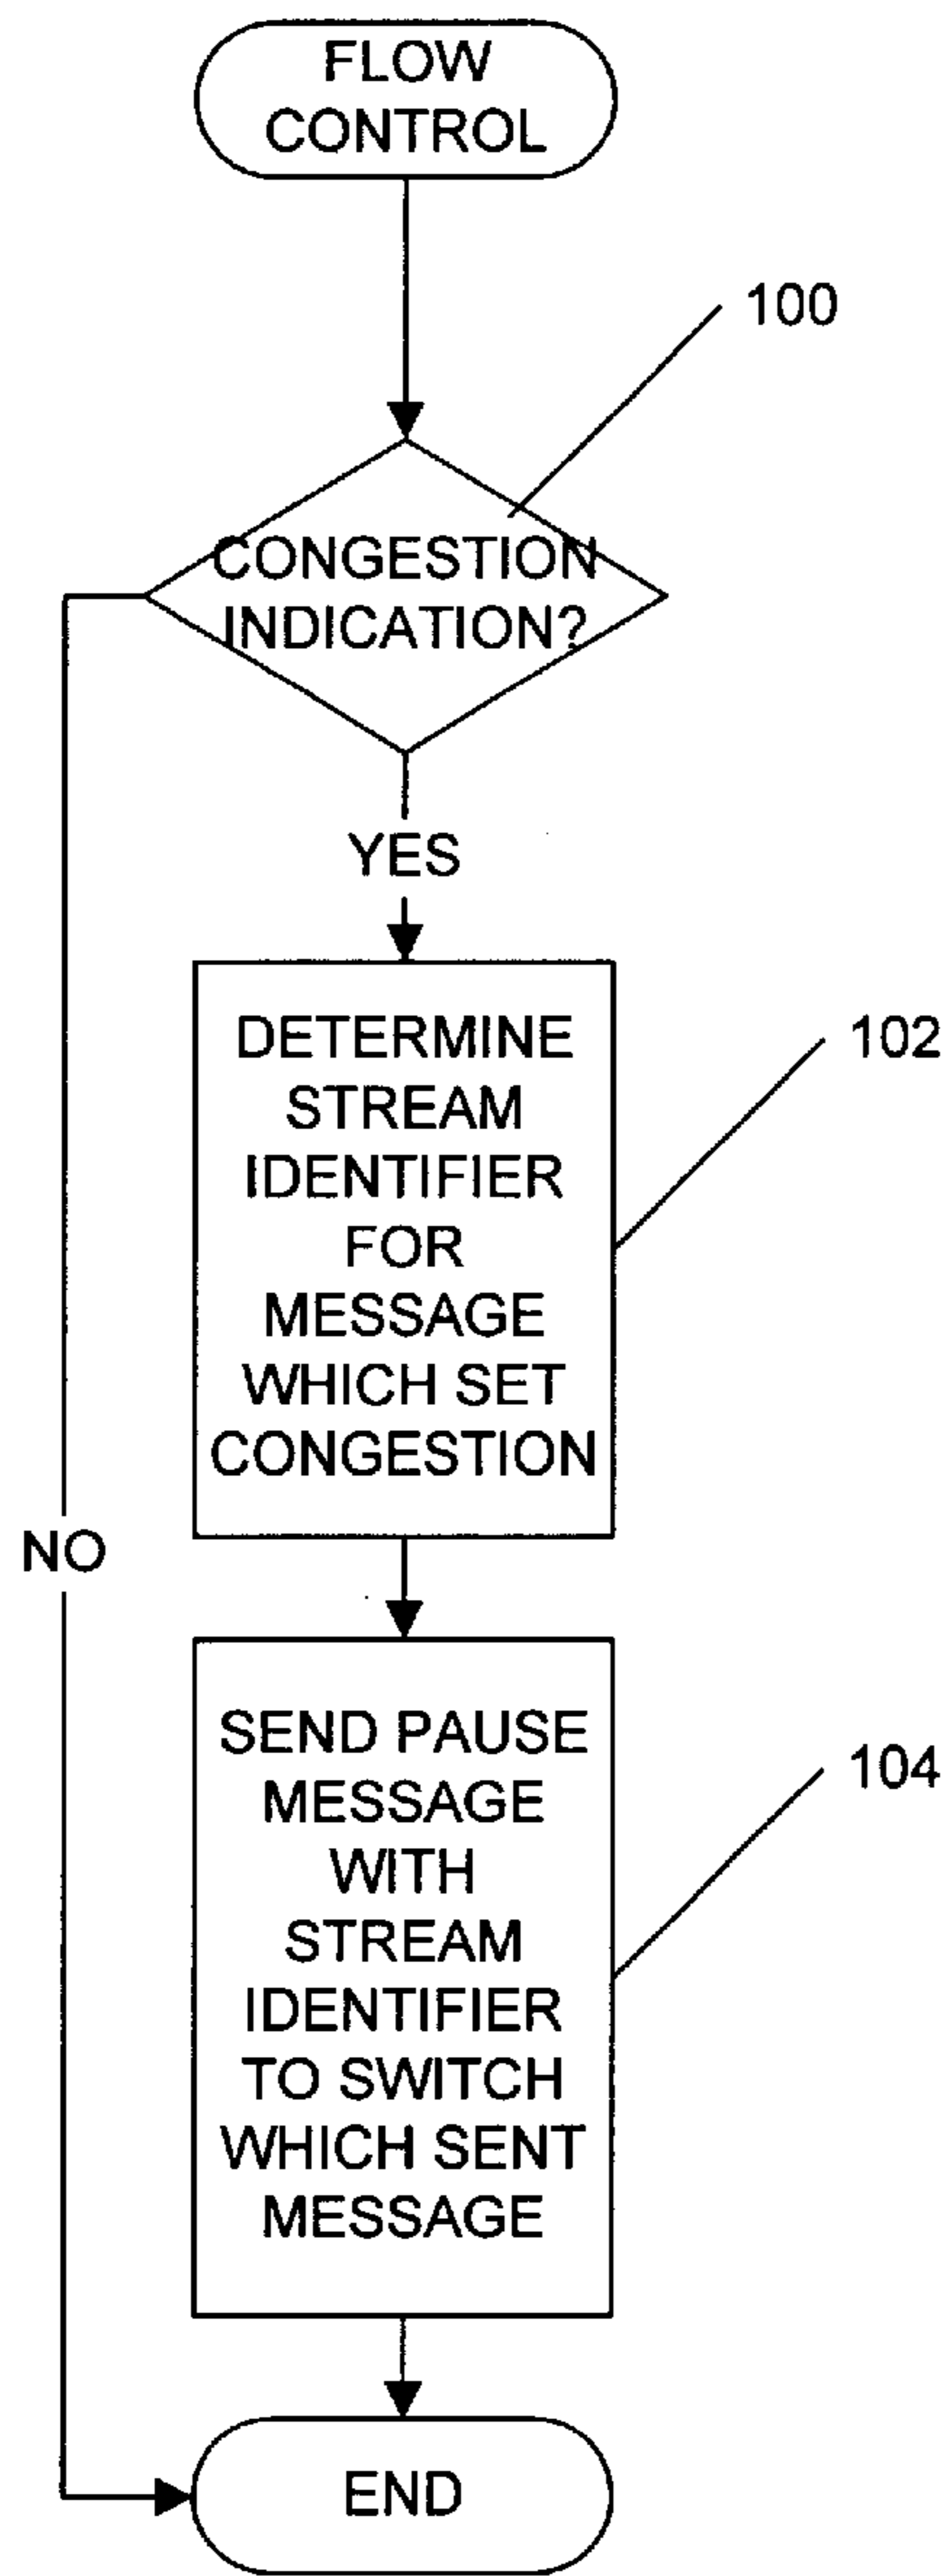 FLOW
CONTROL
100
CONGESTION
INDICATION?
YES
DETERMINE
STREAM
IDENTIFIER
FOR
MESSAGE
WHICH SET
CONGESTION
102
NO
SEND PAUSE
MESSAGE
WITH
STREAM
IDENTIFIER
TO SWITCH
WHICH SENT
MESSAGE
104
END